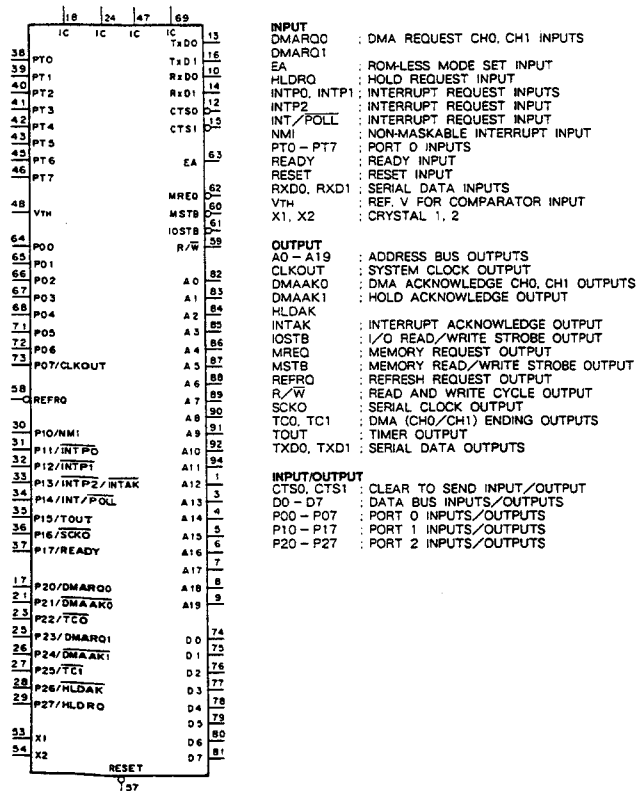 18 24 47 69
IC IC IC IC
38 PT0
39 PT1
40 PT2
41 PT3
42 PT4
43 PT5
45 PT6
46 PT7
48 VTH
64 P00
65 P01
66 P02
67 P03
68 P04
71 P05
72 P06
73 P07/CLKOUT
58 REFRQ
30 P10/NMI
31 P11/INTP0
32 P12/INTP1
33 P13/INTP2/INTAK
34 P14/INT/POLL
35 P15/TOUT
36 P16/SCKO
37 P17/READY
17 P20/DMARQ0
21 P21/DMAAK0
23 P22/TC0
25 P23/DMARQ1
26 P24/DMAAK1
27 P25/TC1
28 P26/HLDAK
29 P27/HLDRQ
53 X1
54 X2
TxD0 13
TxD1 16
RxD0 10
RxD1 14
CTS0 12
CTS1 15
EA 63
MREQ 62
MSTB 60
IOSTB 61
R/W 59
A0 82
A1 83
A2 84
A3 85
A4 86
A5 87
A6 88
A7 89
A8 90
A9 91
A10 92
A11 94
A12 1
A13 3
A14 4
A15 5
A16 6
A17 7
A18 8
A19 9
D0 74
D1 75
D2 76
D3 77
D4 78
D5 79
D6 80
D7 81
RESET
57
INPUT
DMARQ0 : DMA REQUEST CH0, CH1 INPUTS
DMARQ1
EA : ROM-LESS MODE SET INPUT
HLDRQ : HOLD REQUEST INPUT
INTP0, INTP1 : INTERRUPT REQUEST INPUTS
INTP2 : INTERRUPT REQUEST INPUT
INT/POLL : INTERRUPT REQUEST INPUT
NMI : NON-MASKABLE INTERRUPT INPUT
PT0 – PT7 : PORT 0 INPUTS
READY : READY INPUT
RESET : RESET INPUT
RXD0, RXD1 : SERIAL DATA INPUTS
VTH : REF. V FOR COMPARATOR INPUT
X1, X2 : CRYSTAL 1, 2
OUTPUT
A0 – A19 : ADDRESS BUS OUTPUTS
CLKOUT : SYSTEM CLOCK OUTPUT
DMAAK0 : DMA ACKNOWLEDGE CH0, CH1 OUTPUTS
DMAAK1 : HOLD ACKNOWLEDGE OUTPUT
HLDAK
INTAK : INTERRUPT ACKNOWLEDGE OUTPUT
IOSTB : I/O READ/WRITE STROBE OUTPUT
MREQ : MEMORY REQUEST OUTPUT
MSTB : MEMORY READ/WRITE STROBE OUTPUT
REFRQ : REFRESH REQUEST OUTPUT
R/W : READ AND WRITE CYCLE OUTPUT
SCKO : SERIAL CLOCK OUTPUT
TC0, TC1 : DMA (CH0/CH1) ENDING OUTPUTS
TOUT : TIMER OUTPUT
TXD0, TXD1 : SERIAL DATA OUTPUTS
INPUT/OUTPUT
CTS0, CTS1 : CLEAR TO SEND INPUT/OUTPUT
D0 – D7 : DATA BUS INPUTS/OUTPUTS
P00 – P07 : PORT 0 INPUTS/OUTPUTS
P10 – P17 : PORT 1 INPUTS/OUTPUTS
P20 – P27 : PORT 2 INPUTS/OUTPUTS